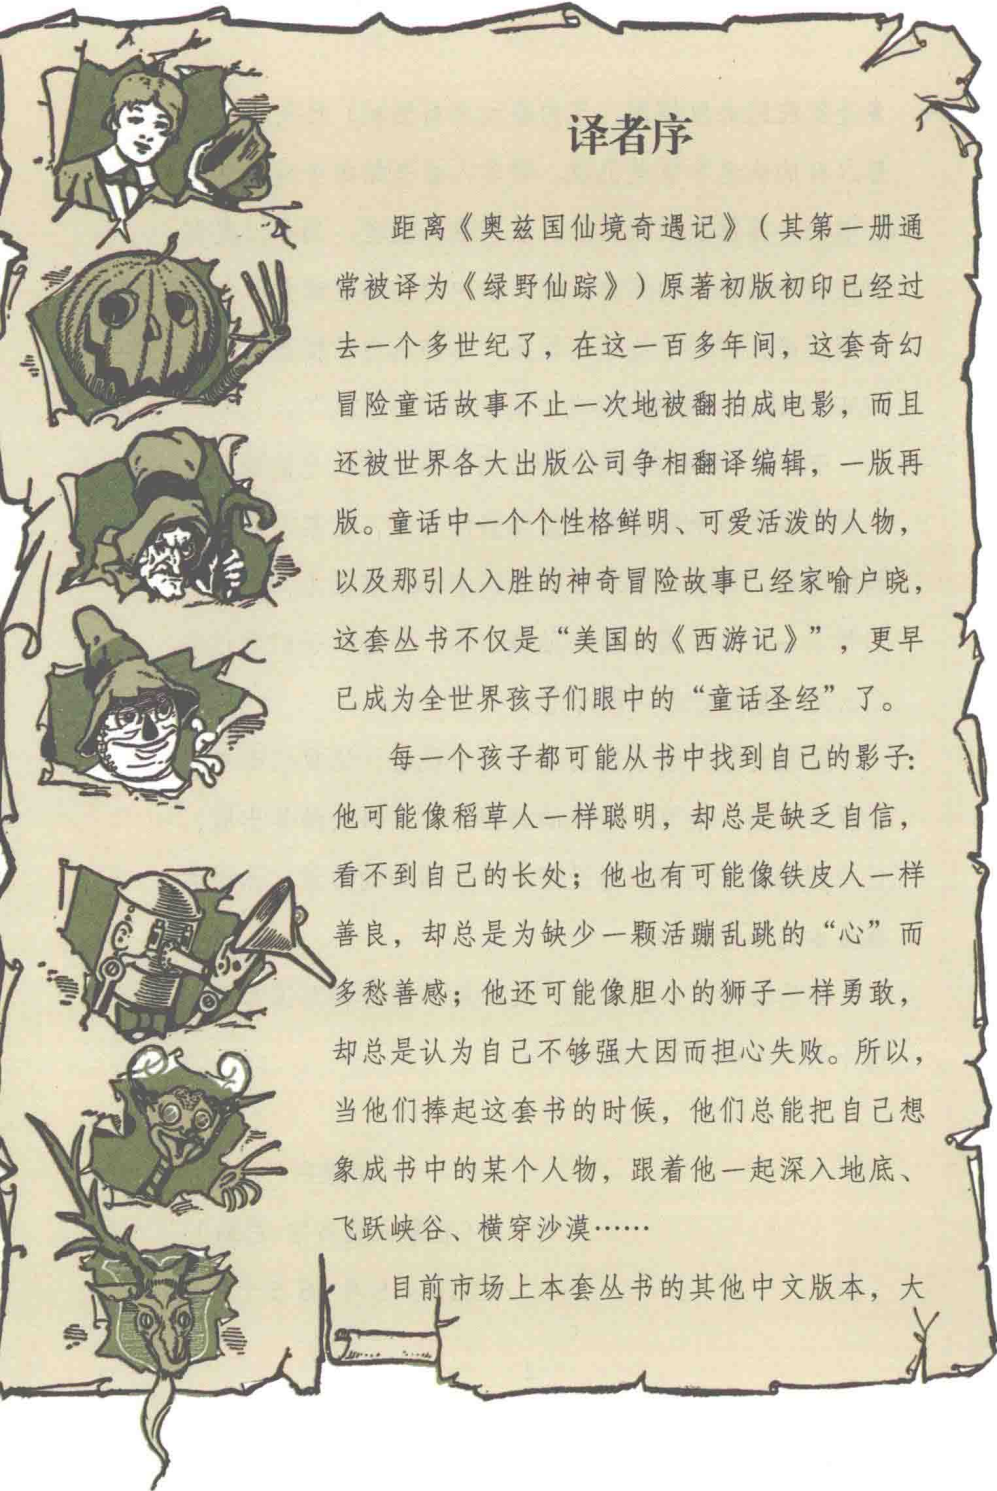 译者序
距离《奥兹国仙境奇遇记》（其第一册通
常被译为《绿野仙踪》）原著初版初印已经过
去一个多世纪了，在这一百多年间，这套奇幻
冒险童话故事不止一次地被翻拍成电影，而且
还被世界各大出版公司争相翻译编辑，一版再
版。童话中一个个性格鲜明、可爱活泼的人物，
以及那引人入胜的神奇冒险故事已经家喻户晓，
这套丛书不仅是“美国的《西游记》”，更早
已成为全世界孩子们眼中的“童话圣经”了。
每一个孩子都可能从书中找到自己的影子：
他可能像稻草人一样聪明，却总是缺乏自信，
看不到自己的长处；他也有可能像铁皮人一样
善良，却总是为缺少一颗活蹦乱跳的“心”而
多愁善感；他还可能像胆小的狮子一样勇敢，
却总是认为自己不够强大因而担心失败。所以，
当他们捧起这套书的时候，他们总能把自己想
象成书中的某个人物，跟着他一起深入地底、
飞跃峡谷、横穿沙漠……
目前市场上本套丛书的其他中文版本，大